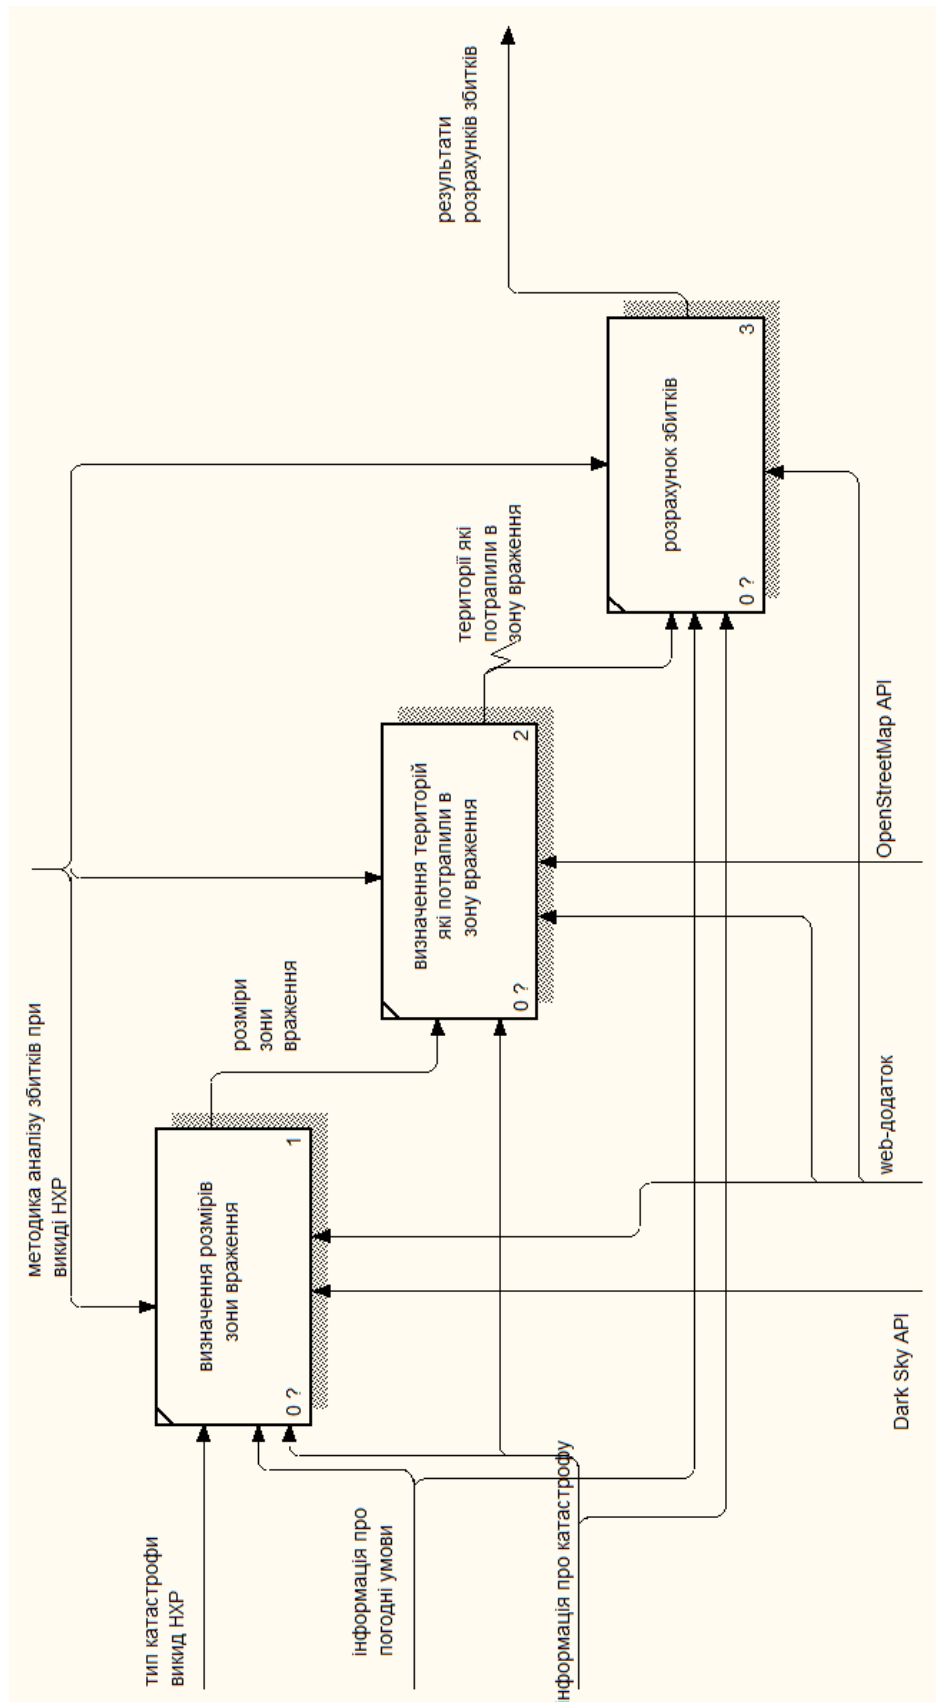 методика аналізу збитків при
викиді НХР
тип катастрофи
викид НХР
інформація про
погодні умови
нформація про катастрофу
визначення розмірів
зони враження
0 ?
1
розміри
зони
враження
визначення територій
які потрапили в
зону враження
0 ?
2
території які
потрапили в
зону враження
розрахунок збитків
0 ?
3
результати
розрахунків збитків
Dark Sky API
web-додаток
OpenStreetMap API